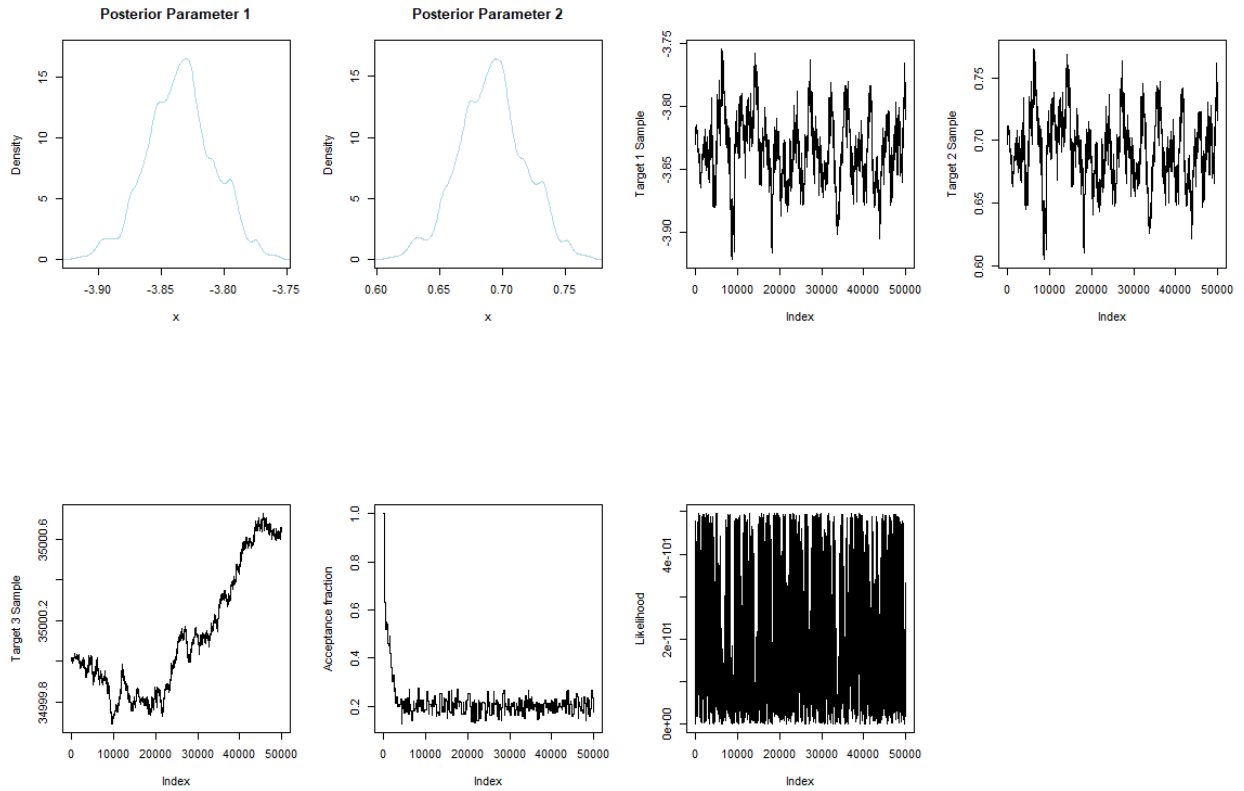 Posterior Parameter 1
Density
0
5
10
15
-3.90
-3.85
-3.80
-3.75
x
Posterior Parameter 2
Density
0
5
10
15
0.60
0.65
0.70
0.75
x
Target 1 Sample
-3.90
-3.85
-3.80
-3.75
0 10000 20000 30000 40000 50000
Index
Target 2 Sample
0.60
0.65
0.70
0.75
0 10000 20000 30000 40000 50000
Index
Target 3 Sample
34999.8
35000.2
35000.6
0 10000 20000 30000 40000 50000
Index
Acceptance fraction
0.2
0.4
0.6
0.8
1.0
0 10000 20000 30000 40000 50000
Index
Likelihood
0e+00
2e-101
4e-101
0 10000 20000 30000 40000 50000
Index